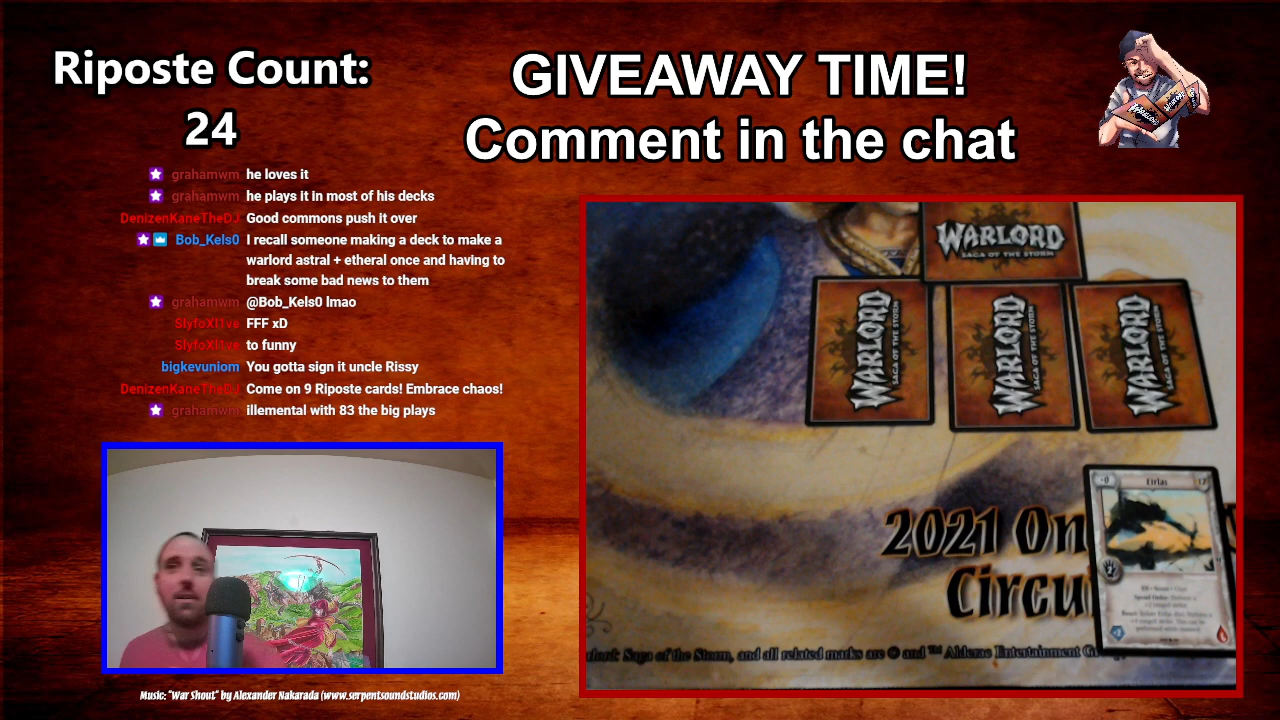 Riposte Count:
24
GIVEAWAY TIME!
Comment in the chat
grahamwm he loves it
grahamwm he plays it in most of his decks
DenizenKaneTheDJ Good commons push it over
Bob_Kels0 I recall someone making a deck to make a
warlord astral + etheral once and having to
break some bad news to them
grahamwm @Bob_Kels0 lmao
SlyfoXl1ve FFF xD
SlyfoXl1ve to funny
bigkevuniom You gotta sign it uncle Rissy
DenizenKaneTheDJ Come on 9 Riposte cards! Embrace chaos!
grahamwm illemental with 83 the big plays
Music: "War Shout" by Alexander Nakarada (www.serpentsoundstudios.com)
WARLORD
SAGA OF THE STORM
WARLORD
SAGA OF THE STORM
WARLORD
SAGA OF THE STORM
WARLORD
SAGA OF THE STORM
Eirlas
17
2021 On
Circu
Saga of the Storm, and all related marks are © and ™ Alderac Entertainment G